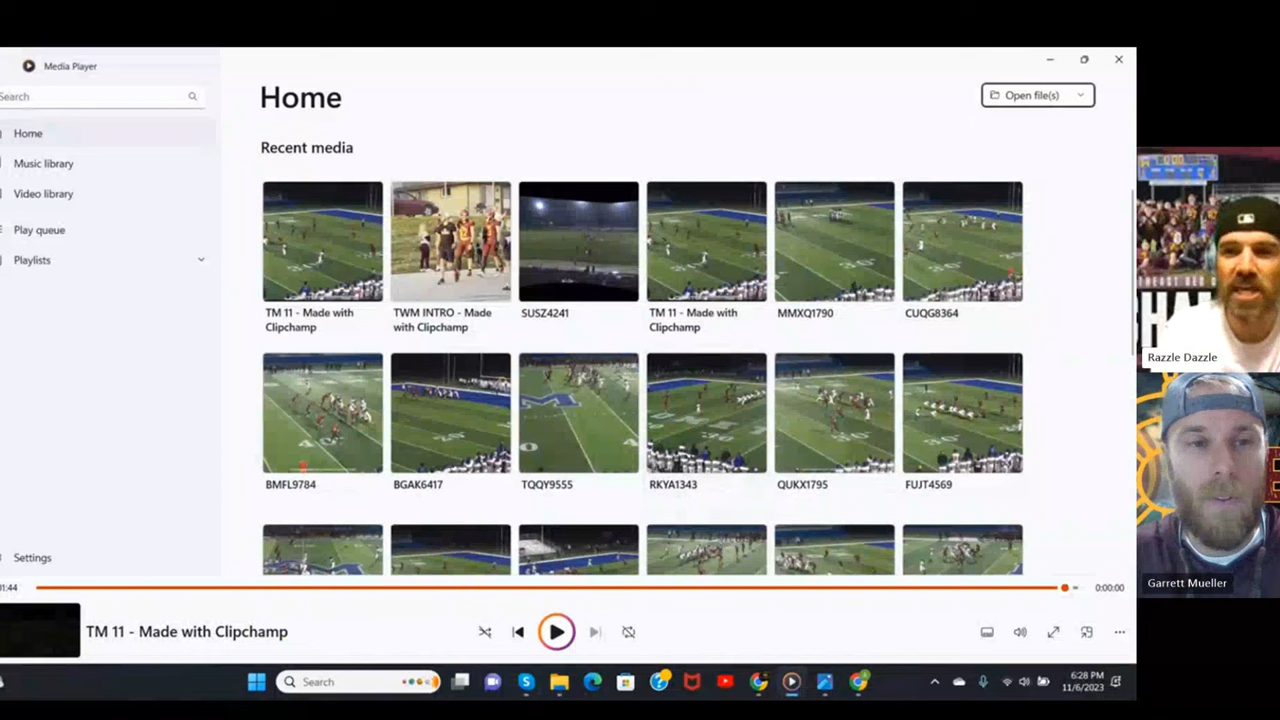 Media Player
Search
Home
Music library
Video library
Play queue
Playlists
Settings
Home
Open file(s)
Recent media
TM 11 - Made with
Clipchamp
TWM INTRO - Made
with Clipchamp
SUSZ4241
TM 11 - Made with
Clipchamp
MMXQ1790
CUQG8364
BMFL9784
BGAK6417
TQQY9555
RKYA1343
QUKX1795
FUJT4569
01:44
0:00:00
TM 11 - Made with Clipchamp
Search
6:28 PM
11/6/2023
Razzle Dazzle
Garrett Mueller